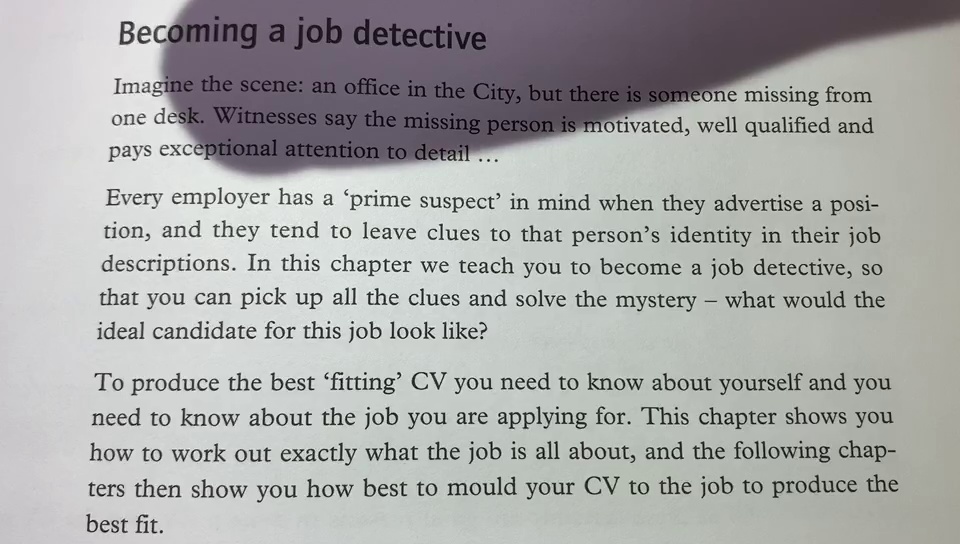 Becoming a job detective
Imagine the scene: an office in the City, but there is someone missing from
one desk. Witnesses say the missing person is motivated, well qualified and
pays exceptional attention to detail …
Every employer has a ‘prime suspect’ in mind when they advertise a posi-
tion, and they tend to leave clues to that person’s identity in their job
descriptions. In this chapter we teach you to become a job detective, so
that you can pick up all the clues and solve the mystery – what would the
ideal candidate for this job look like?
To produce the best ‘fitting’ CV you need to know about yourself and you
need to know about the job you are applying for. This chapter shows you
how to work out exactly what the job is all about, and the following chap-
ters then show you how best to mould your CV to the job to produce the
best fit.